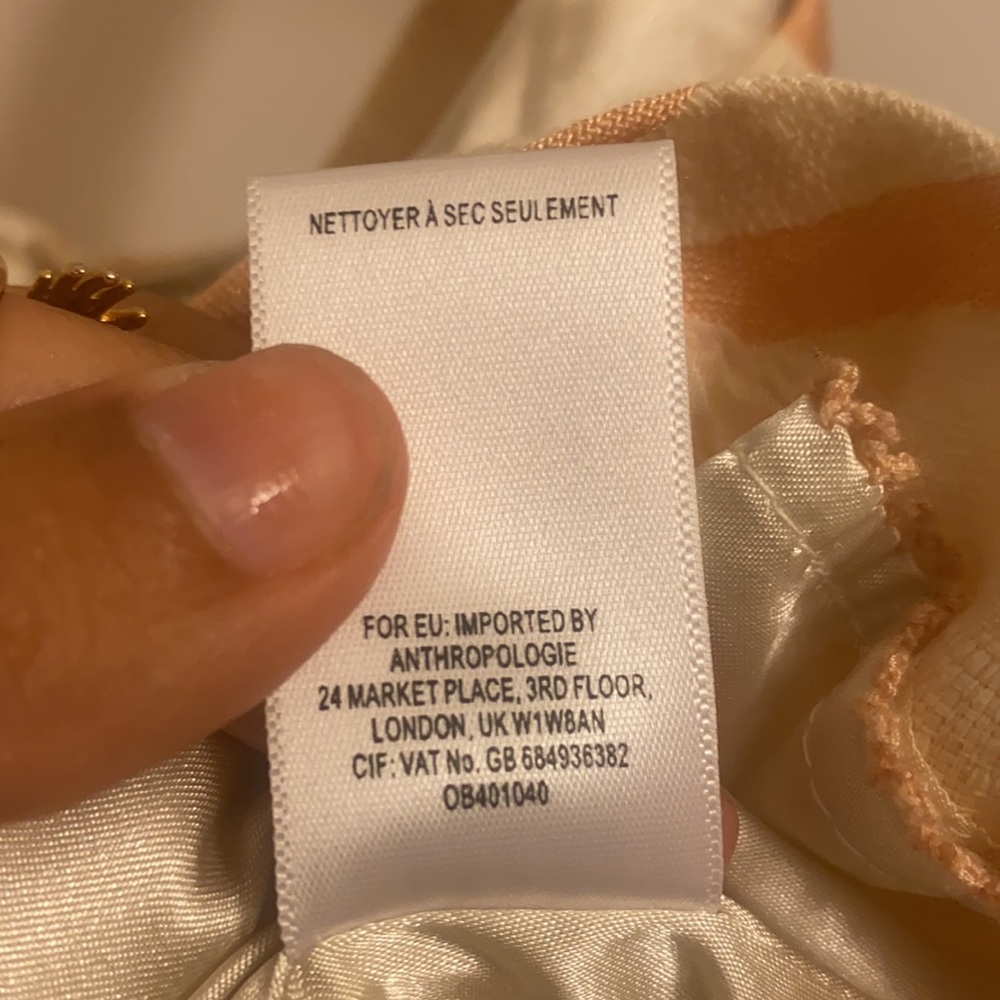 NETTOYER À SEC SEULEMENT
FOR EU: IMPORTED BY
ANTHROPOLOGIE
24 MARKET PLACE, 3RD FLOOR,
LONDON, UK W1W8AN
CIF: VAT No. GB 684936382
OB401040